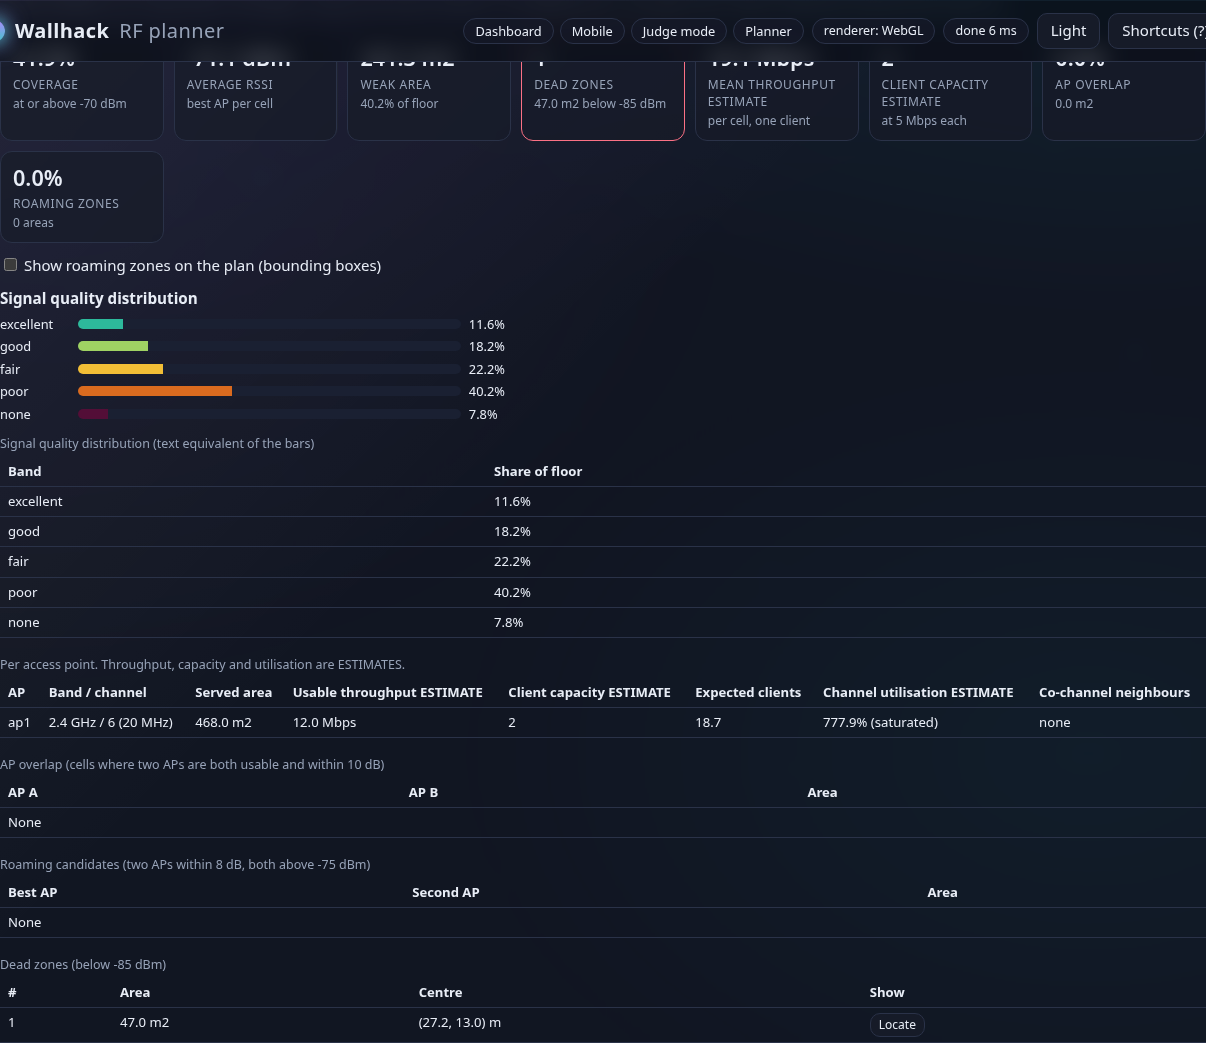 Wallhack RF planner
Dashboard Mobile Judge mode Planner renderer: WebGL done 6 ms Light Shortcuts (?)
COVERAGE
at or above -70 dBm
AVERAGE RSSI
best AP per cell
WEAK AREA
40.2% of floor
DEAD ZONES
47.0 m2 below -85 dBm
MEAN THROUGHPUT
ESTIMATE
per cell, one client
CLIENT CAPACITY
ESTIMATE
at 5 Mbps each
AP OVERLAP
0.0 m2
0.0%
ROAMING ZONES
0 areas
Show roaming zones on the plan (bounding boxes)
Signal quality distribution
excellent 11.6%
good 18.2%
fair 22.2%
poor 40.2%
none 7.8%
Signal quality distribution (text equivalent of the bars)
Band Share of floor
excellent 11.6%
good 18.2%
fair 22.2%
poor 40.2%
none 7.8%
Per access point. Throughput, capacity and utilisation are ESTIMATES.
AP Band / channel Served area Usable throughput ESTIMATE Client capacity ESTIMATE Expected clients Channel utilisation ESTIMATE Co-channel neighbours
ap1 2.4 GHz / 6 (20 MHz) 468.0 m2 12.0 Mbps 2 18.7 777.9% (saturated) none
AP overlap (cells where two APs are both usable and within 10 dB)
AP A AP B Area
None
Roaming candidates (two APs within 8 dB, both above -75 dBm)
Best AP Second AP Area
None
Dead zones (below -85 dBm)
# Area Centre Show
1 47.0 m2 (27.2, 13.0) m Locate